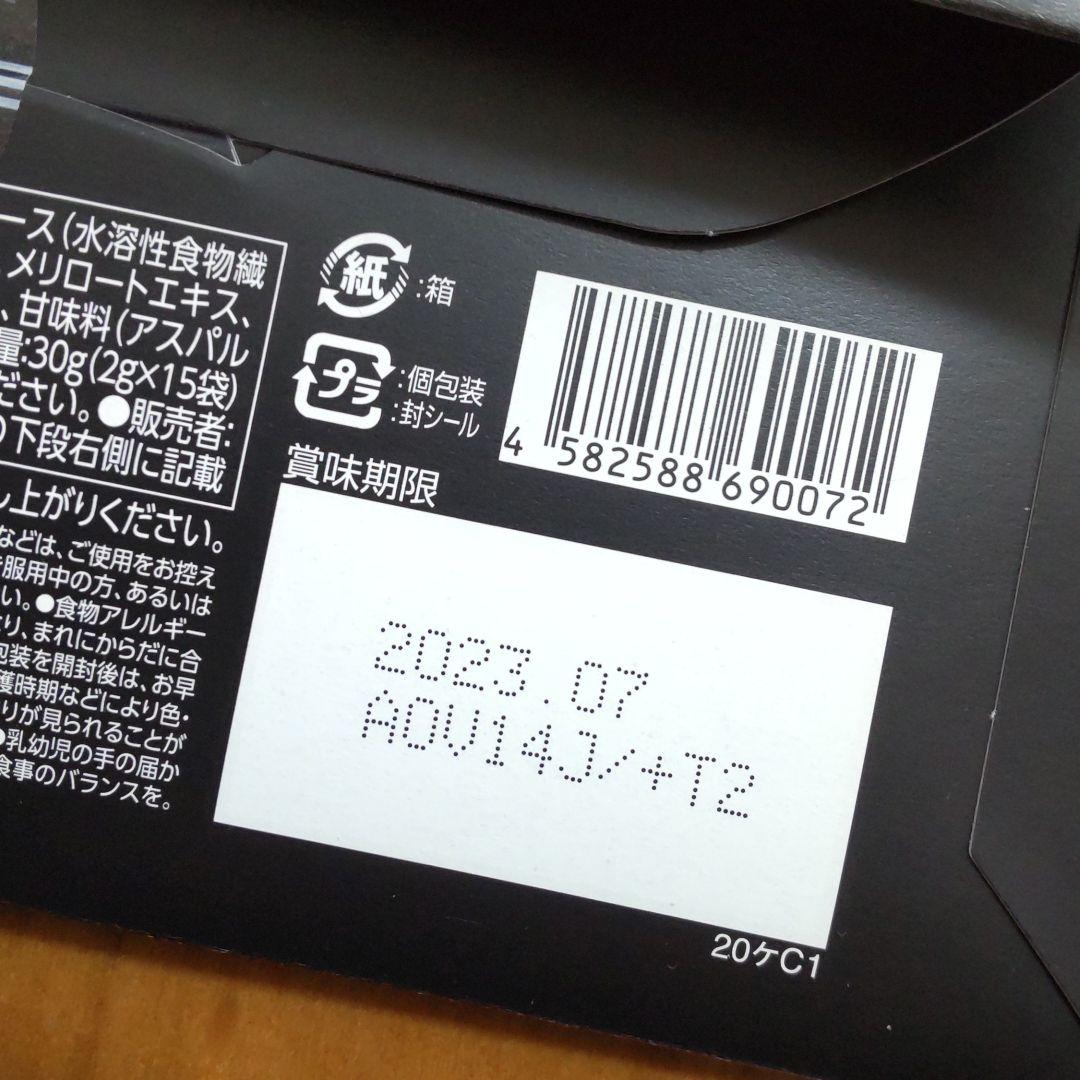 ース(水溶性食物繊
、メリロートエキス、
、甘味料(アスパル
量:30g(2g×15袋)
ださい。●販売者:
の下段右側に記載
し上がりください。
などは、ご使用をお控え
服用中の方、あるいは
い。●食物アレルギー
り、まれにからだに合
包装を開封後は、お早
穫時期などにより色・
りが見られることが
●乳幼児の手の届か
食事のバランスを。
紙:箱
プラ:個包装
:封シール
4 582588 690072
賞味期限
2023.07
AOV14J/+T2
20ケC1